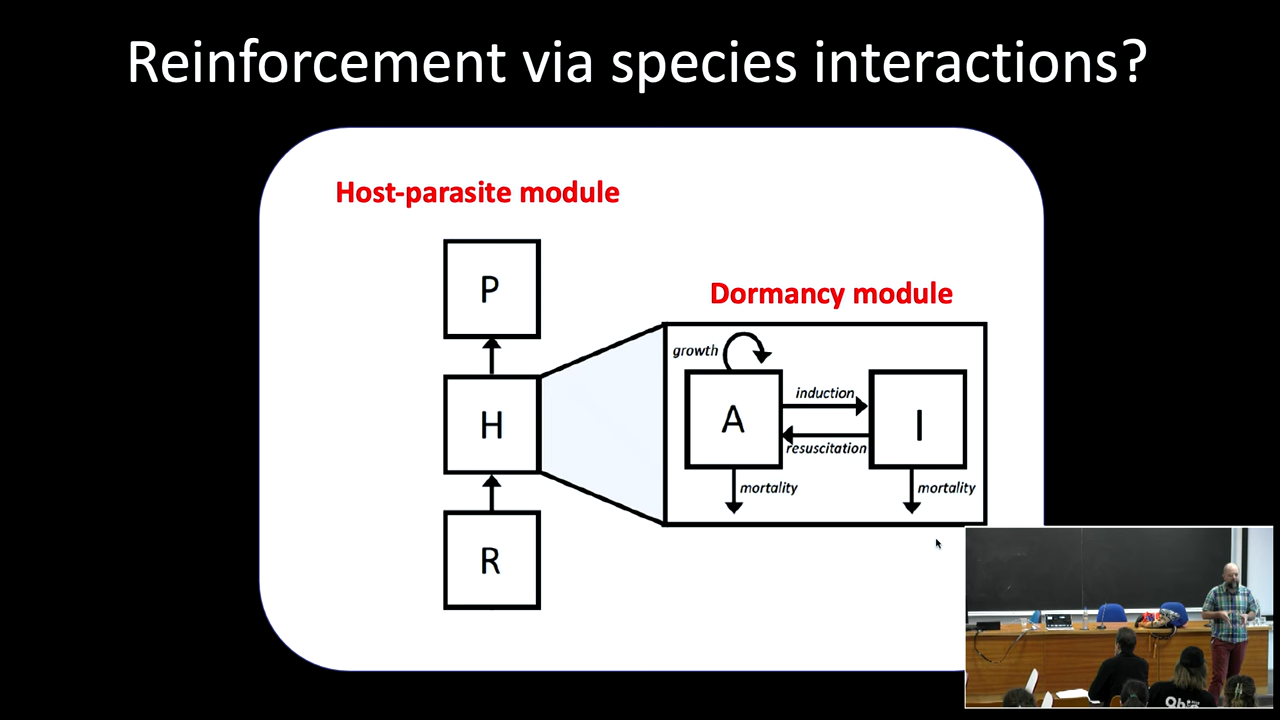 Reinforcement via species interactions?
Host-parasite module
P
H
R
Dormancy module
growth
A
induction
resuscitation
I
mortality
mortality